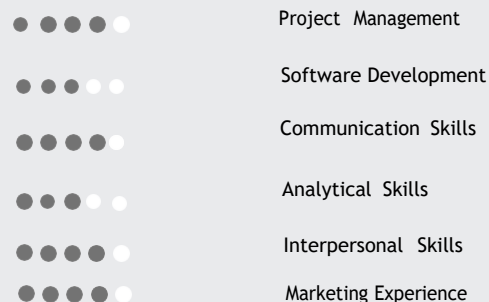 Project Management
Software Development
Communication Skills
Analytical Skills
Interpersonal Skills
Marketing Experience